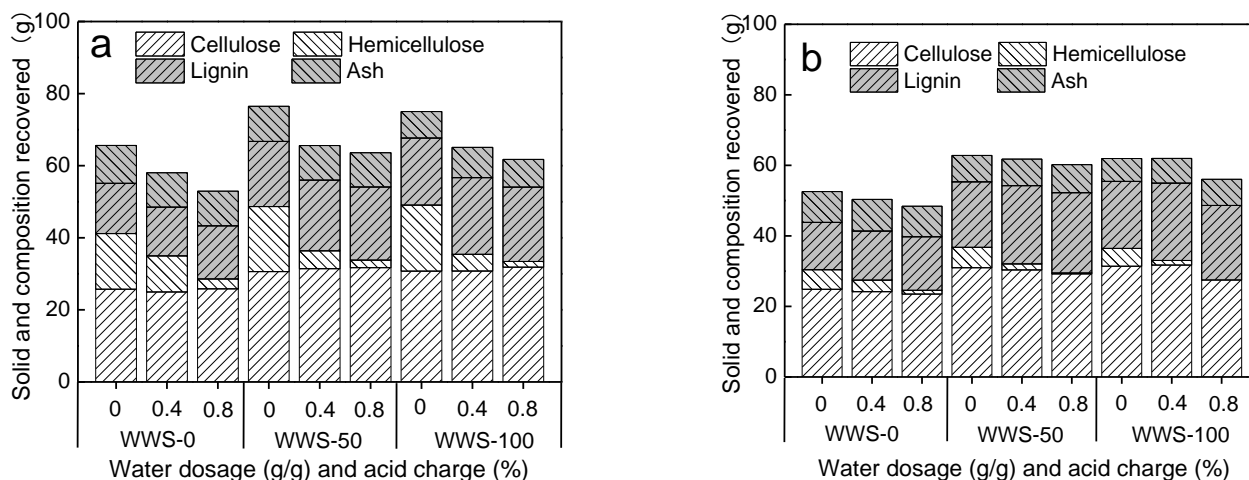 Solid and composition recovered (g)
100
80
60
40
20
0
a
Cellulose
Hemicellulose
Lignin
Ash
0
0.4
0.8
0
0.4
0.8
0
0.4
0.8
WWS-0
WWS-50
WWS-100
Water dosage (g/g) and acid charge (%)
Solid and composition recovered (g)
100
80
60
40
20
0
b
Cellulose
Hemicellulose
Lignin
Ash
0
0.4
0.8
0
0.4
0.8
0
0.4
0.8
WWS-0
WWS-50
WWS-100
Water dosage (g/g) and acid charge (%)